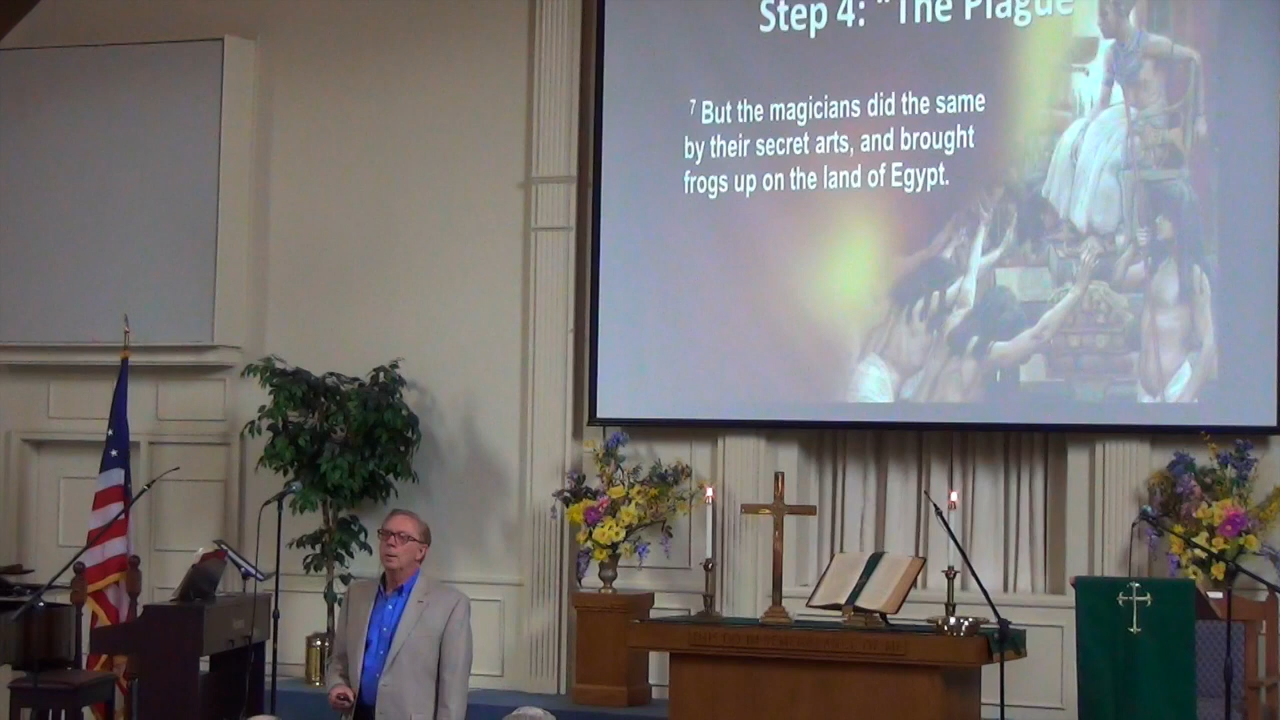 Step 4: "The Plague"
7 But the magicians did the same
by their secret arts, and brought
frogs up on the land of Egypt.